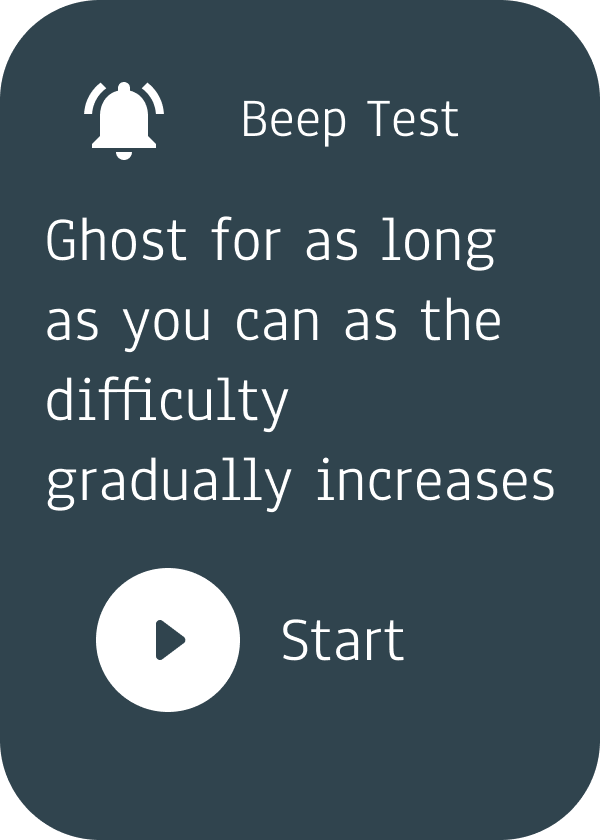 Beep Test
Ghost for as long
as you can as the
difficulty
gradually increases
Start